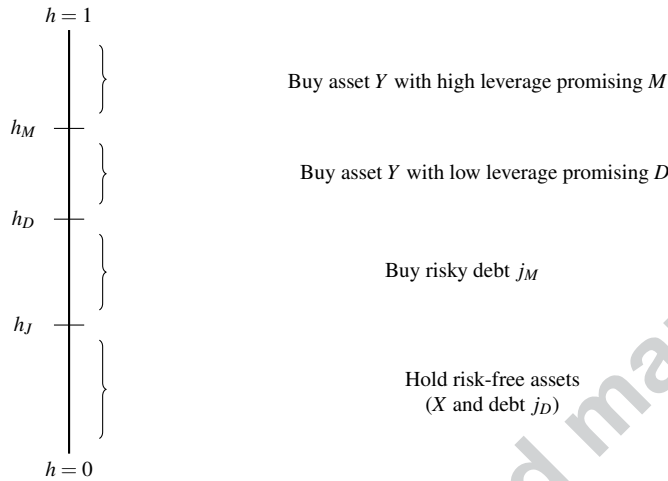 h = 1
Buy asset Y with high leverage promising M
h_M
Buy asset Y with low leverage promising D
h_D
Buy risky debt j_M
h_J
Hold risk-free assets
(X and debt j_D)
h = 0